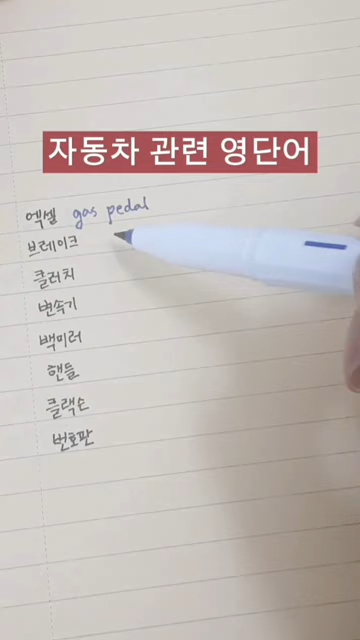 자동차 관련 영단어
엑셀 gas pedal
브레이크
클러치
변속기
백미러
핸들
클랙슨
번호판